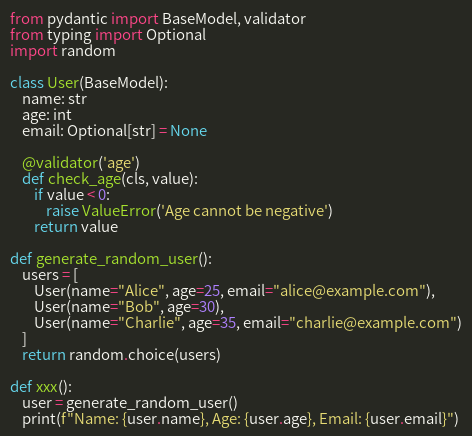 from pydantic import BaseModel, validator
from typing import Optional
import random

class User(BaseModel):
    name: str
    age: int
    email: Optional[str] = None

    @validator('age')
    def check_age(cls, value):
        if value < 0:
            raise ValueError('Age cannot be negative')
        return value

def generate_random_user():
    users = [
        User(name="Alice", age=25, email="alice@example.com"),
        User(name="Bob", age=30),
        User(name="Charlie", age=35, email="charlie@example.com")
    ]
    return random.choice(users)

def xxx():
    user = generate_random_user()
    print(f"Name: {user.name}, Age: {user.age}, Email: {user.email}")